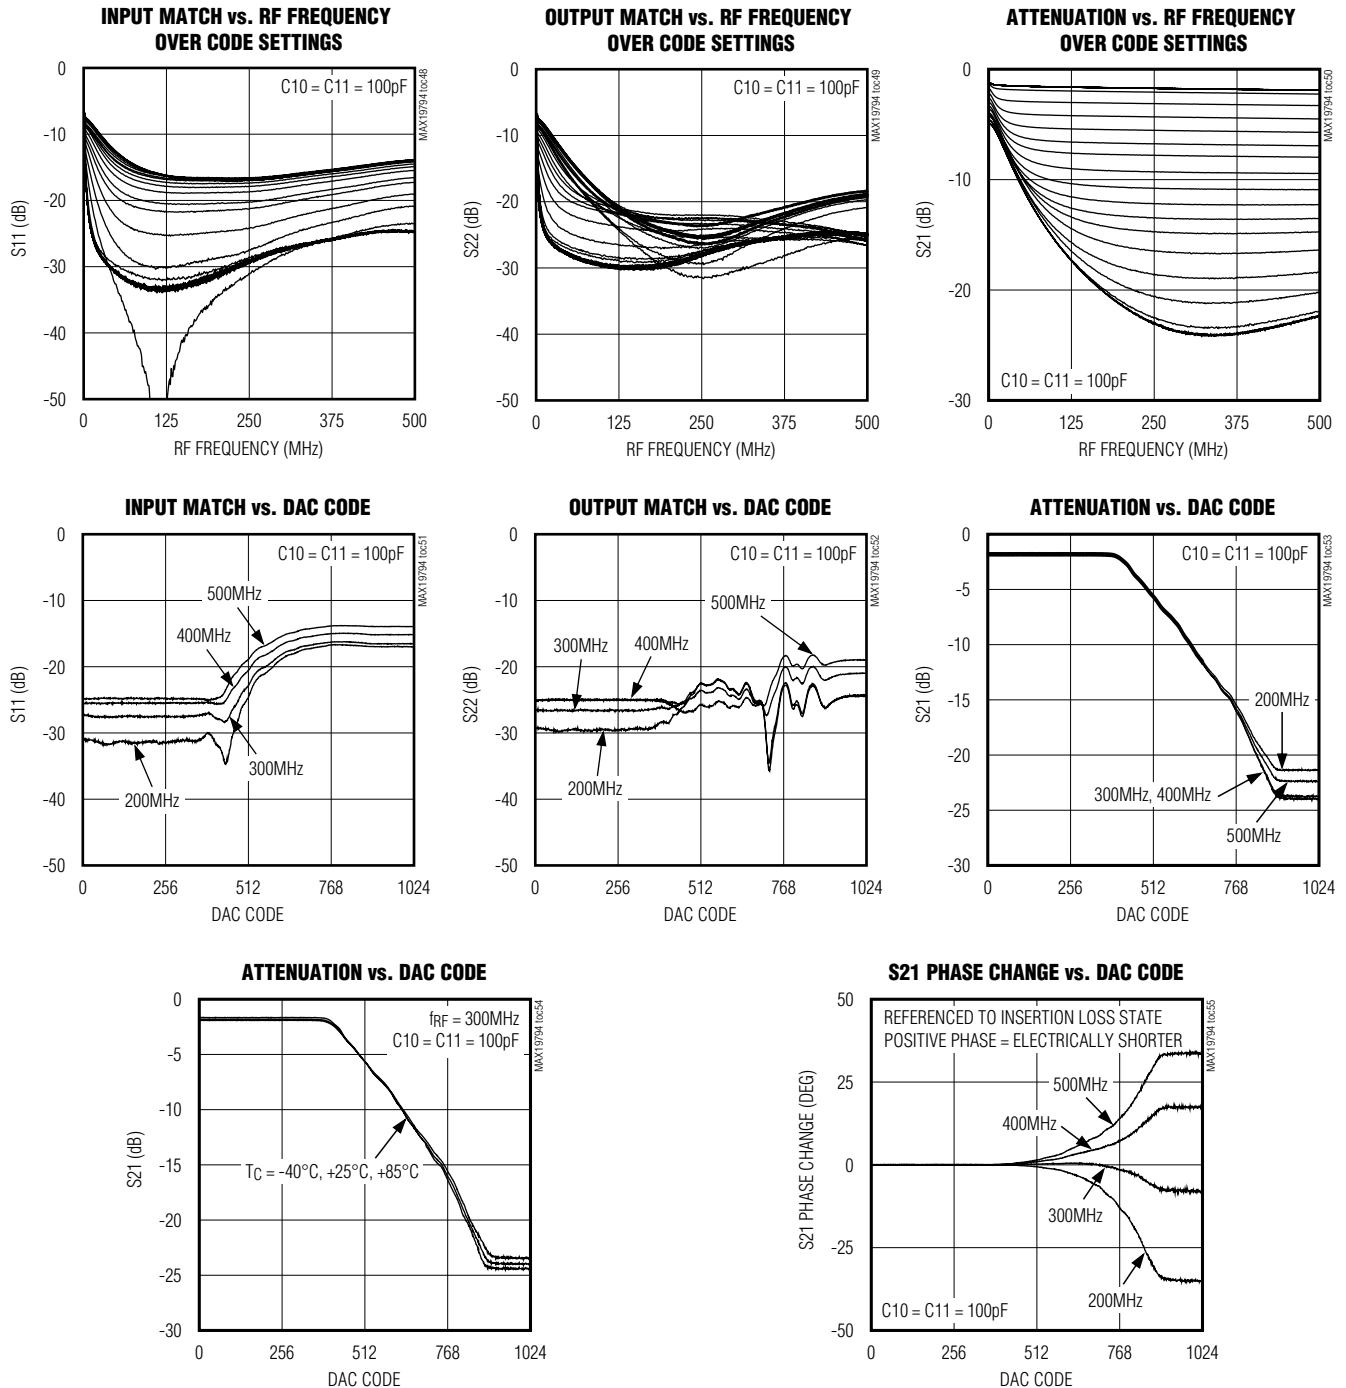 INPUT MATCH vs. RF FREQUENCY
OVER CODE SETTINGS
0
-10
-20
-30
-40
-50
S11 (dB)
C10 = C11 = 100pF
MAX19794 toc48
0
125
250
375
500
RF FREQUENCY (MHz)
OUTPUT MATCH vs. RF FREQUENCY
OVER CODE SETTINGS
0
-10
-20
-30
-40
-50
S22 (dB)
C10 = C11 = 100pF
MAX19794 toc49
0
125
250
375
500
RF FREQUENCY (MHz)
ATTENUATION vs. RF FREQUENCY
OVER CODE SETTINGS
0
-10
-20
-30
S21 (dB)
C10 = C11 = 100pF
MAX19794 toc50
0
125
250
375
500
RF FREQUENCY (MHz)
INPUT MATCH vs. DAC CODE
0
-10
-20
-30
-40
-50
S11 (dB)
C10 = C11 = 100pF
500MHz
400MHz
300MHz
200MHz
MAX19794 toc51
0
256
512
768
1024
DAC CODE
OUTPUT MATCH vs. DAC CODE
0
-10
-20
-30
-40
-50
S22 (dB)
C10 = C11 = 100pF
500MHz
300MHz
400MHz
200MHz
MAX19794 toc52
0
256
512
768
1024
DAC CODE
ATTENUATION vs. DAC CODE
0
-5
-10
-15
-20
-25
-30
S21 (dB)
C10 = C11 = 100pF
200MHz
300MHz, 400MHz
500MHz
MAX19794 toc53
0
256
512
768
1024
DAC CODE
ATTENUATION vs. DAC CODE
0
-5
-10
-15
-20
-25
-30
S21 (dB)
fRF = 300MHz
C10 = C11 = 100pF
TC = -40°C, +25°C, +85°C
MAX19794 toc54
0
256
512
768
1024
DAC CODE
S21 PHASE CHANGE vs. DAC CODE
50
25
0
-25
-50
S21 PHASE CHANGE (DEG)
REFERENCED TO INSERTION LOSS STATE
POSITIVE PHASE = ELECTRICALLY SHORTER
500MHz
400MHz
300MHz
200MHz
C10 = C11 = 100pF
MAX19794 toc55
0
256
512
768
1024
DAC CODE